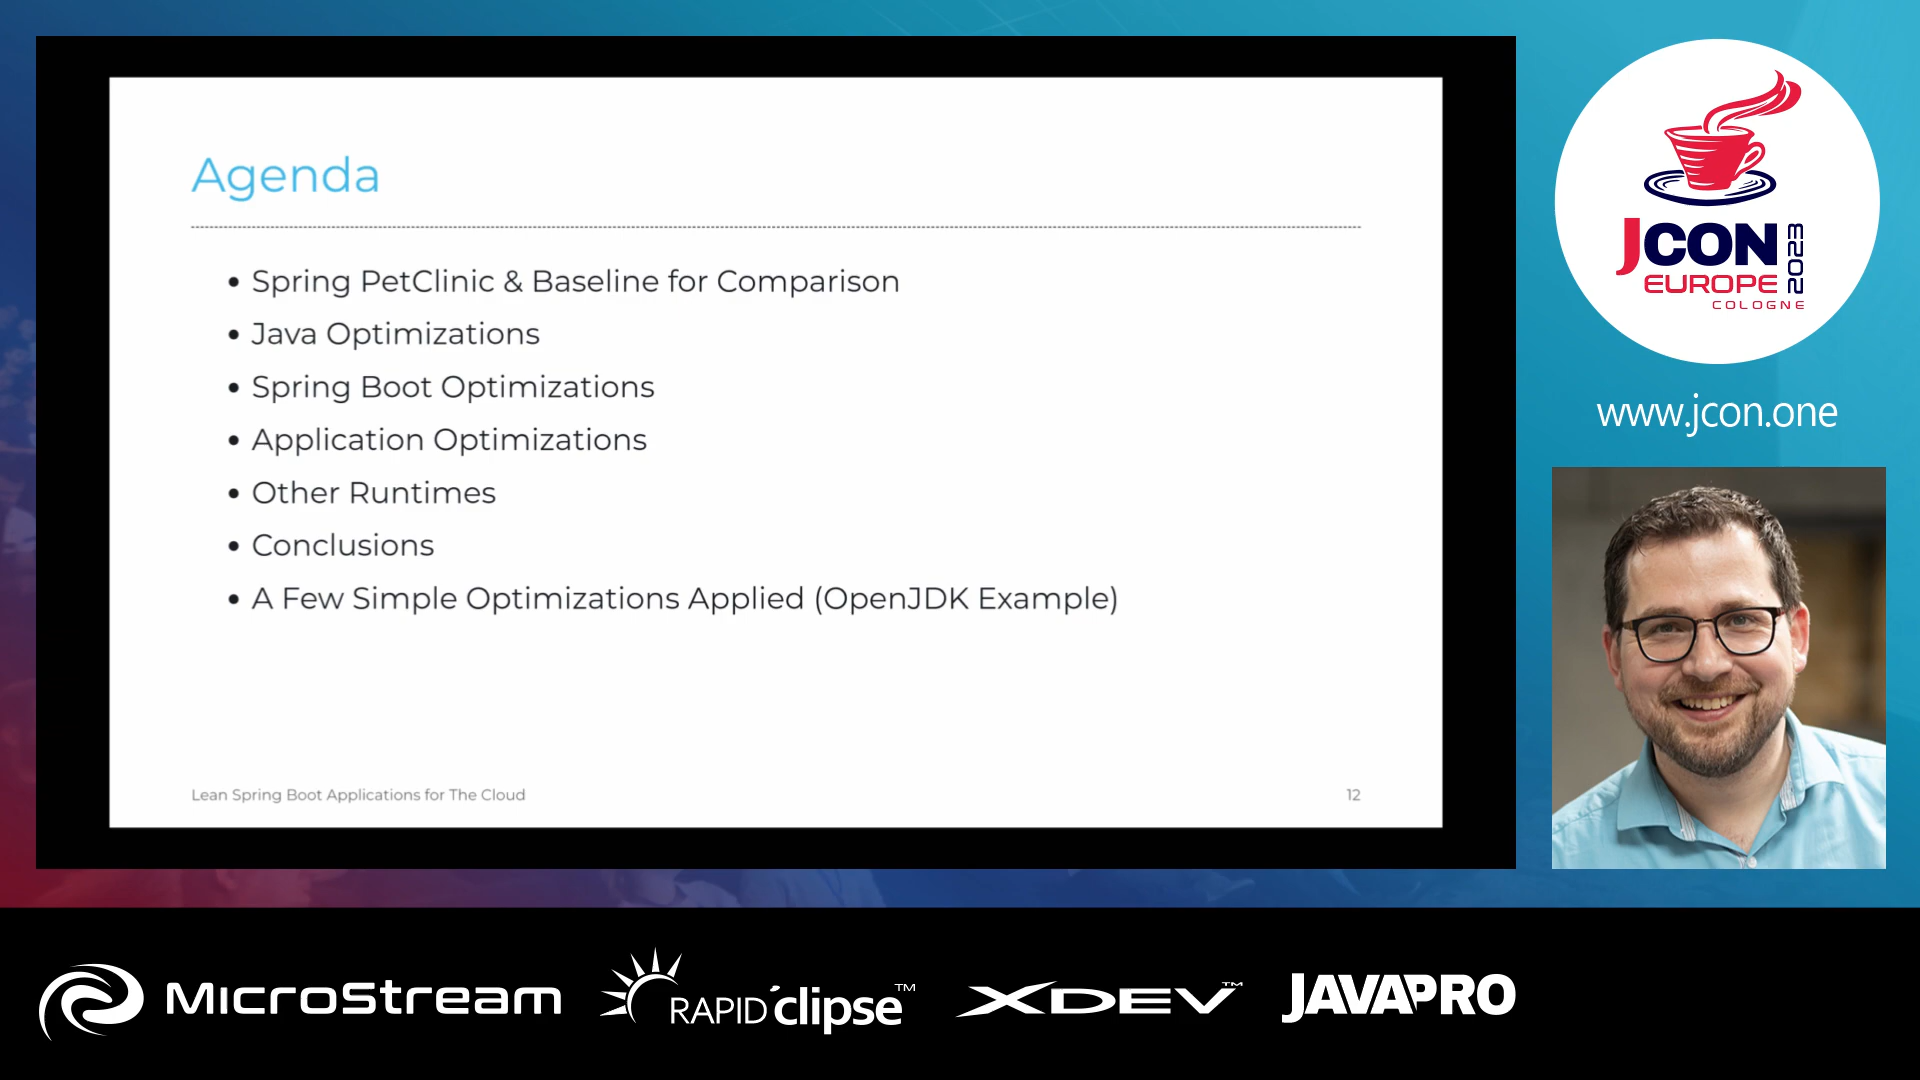 Agenda
• Spring PetClinic & Baseline for Comparison
• Java Optimizations
• Spring Boot Optimizations
• Application Optimizations
• Other Runtimes
• Conclusions
• A Few Simple Optimizations Applied (OpenJDK Example)
Lean Spring Boot Applications for The Cloud
12
JCON
EUROPE
2023
COLOGNE
www.jcon.one
MicroStream
RAPID clipse™
XDEV™
JAVAPRO